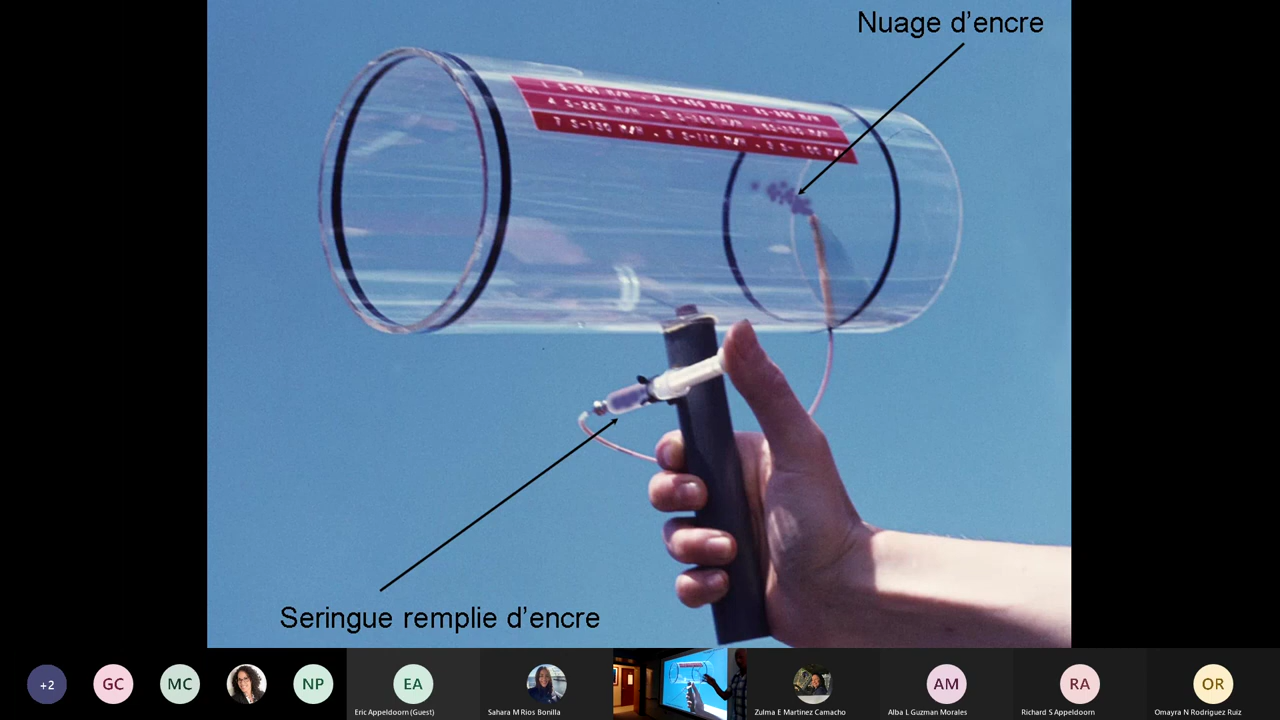 Nuage d'encre
Seringue remplie d'encre
+2
GC
MC
NP
EA
AM
RA
OR
Eric Appeldoorn (Guest)
Sahara M Rios Bonilla
Zulma E Martinez Camacho
Alba L Guzman Morales
Richard S Appeldoorn
Omayra N Rodriguez Ruiz